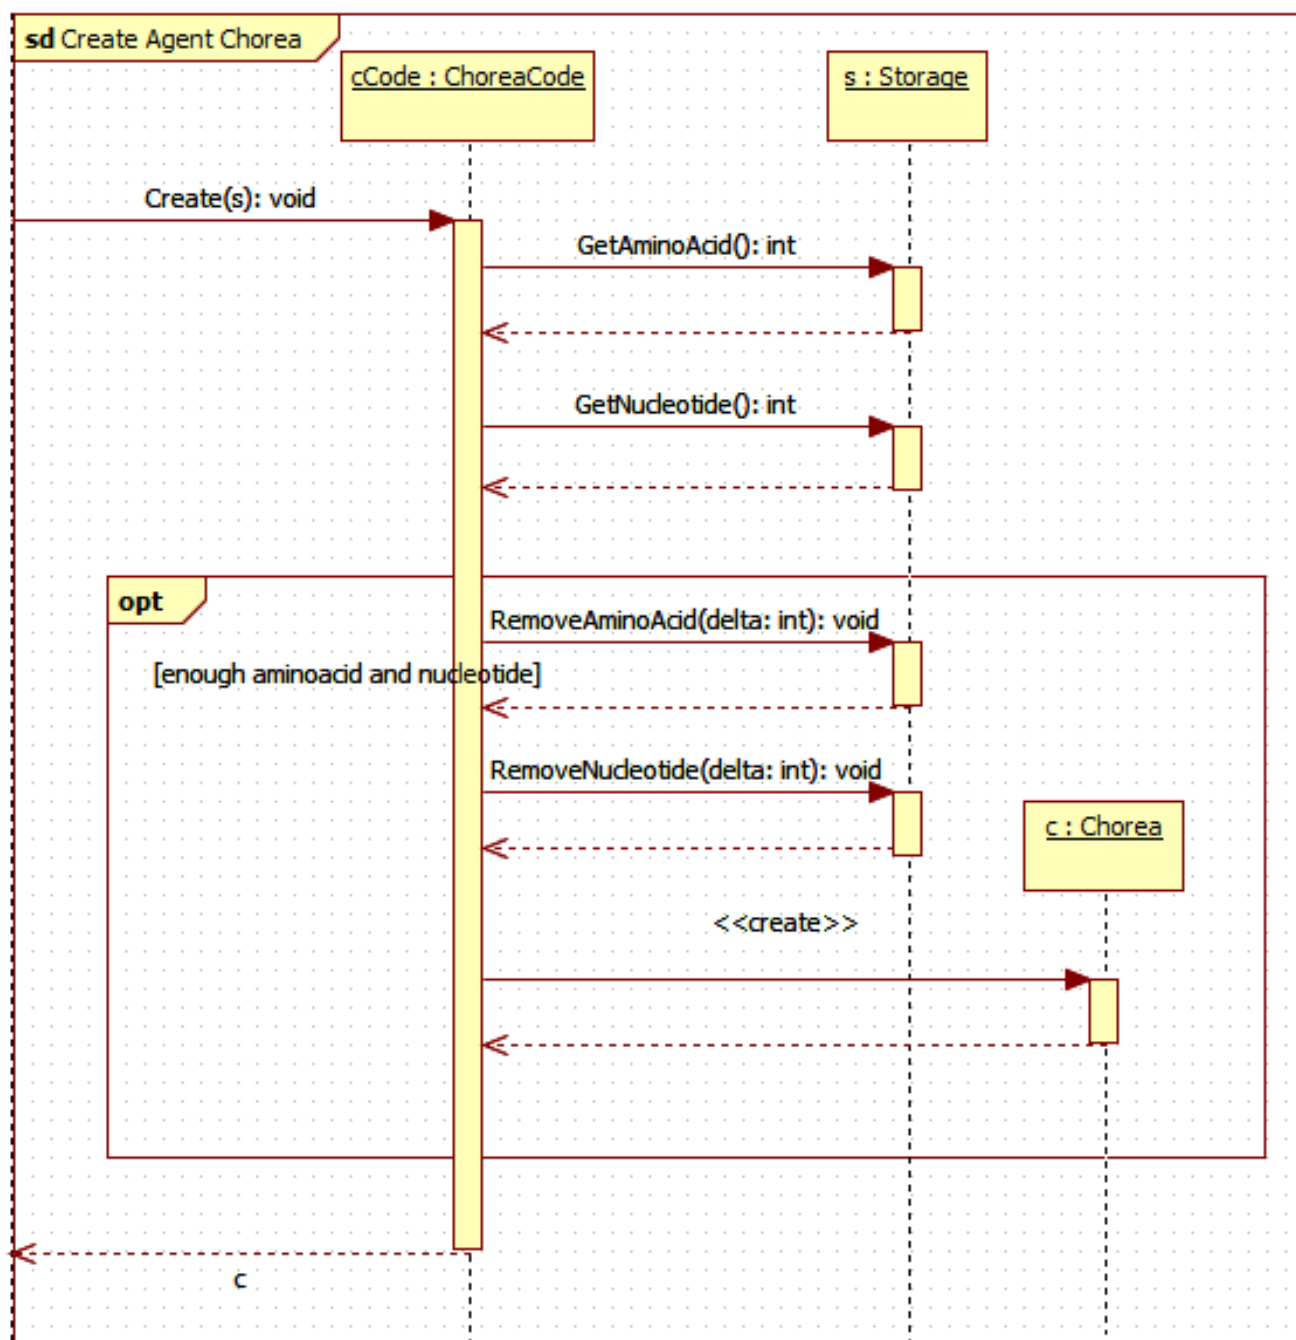 sd Create Agent Chorea
cCode : ChoreaCode
s : Storage
Create(s): void
GetAminoAcid(): int
GetNucleotide(): int
opt
RemoveAminoAcid(delta: int): void
[enough aminoacid and nucleotide]
RemoveNucleotide(delta: int): void
c : Chorea
<<create>>
c